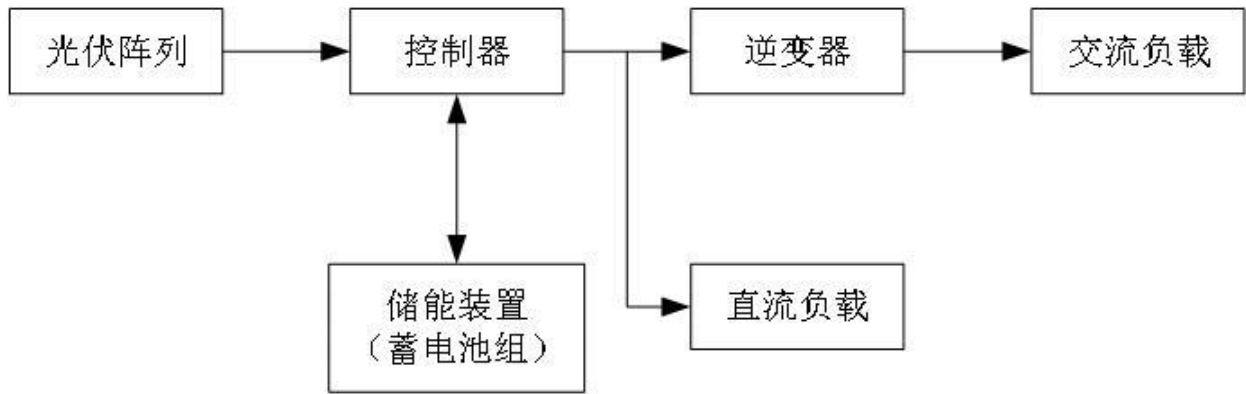 光伏阵列
控制器
逆变器
交流负载
储能装置
（蓄电池组）
直流负载